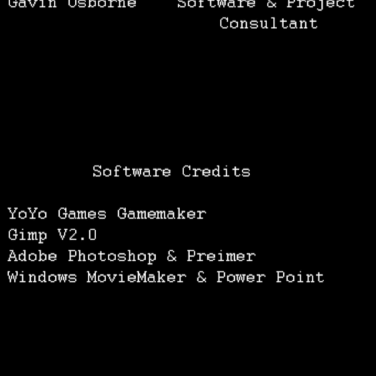 Gavin Osborne Software & Project
Consultant
Software Credits
YoYo Games Gamemaker
Gimp V2.0
Adobe Photoshop & Preimer
Windows MovieMaker & Power Point